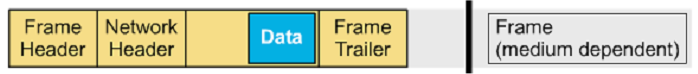 Frame Header
Network Header
Data
Frame Trailer
Frame
(medium dependent)